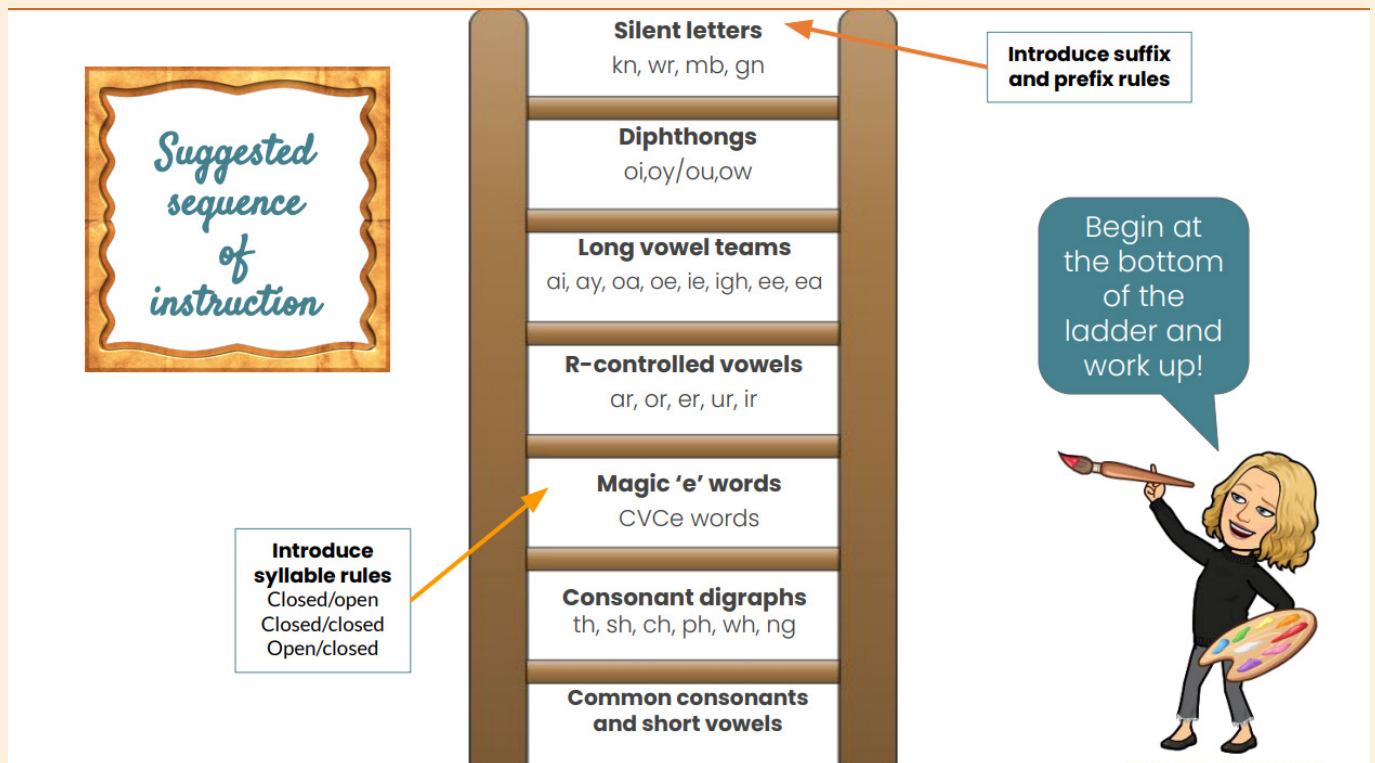 Suggested
sequence
of
instruction
Silent letters
kn, wr, mb, gn
Introduce suffix
and prefix rules
Diphthongs
oi,oy/ou,ow
Long vowel teams
ai, ay, oa, oe, ie, igh, ee, ea
R-controlled vowels
ar, or, er, ur, ir
Magic ‘e’ words
CVCe words
Introduce
syllable rules
Closed/open
Closed/closed
Open/closed
Consonant digraphs
th, sh, ch, ph, wh, ng
Common consonants
and short vowels
Begin at
the bottom
of the
ladder and
work up!